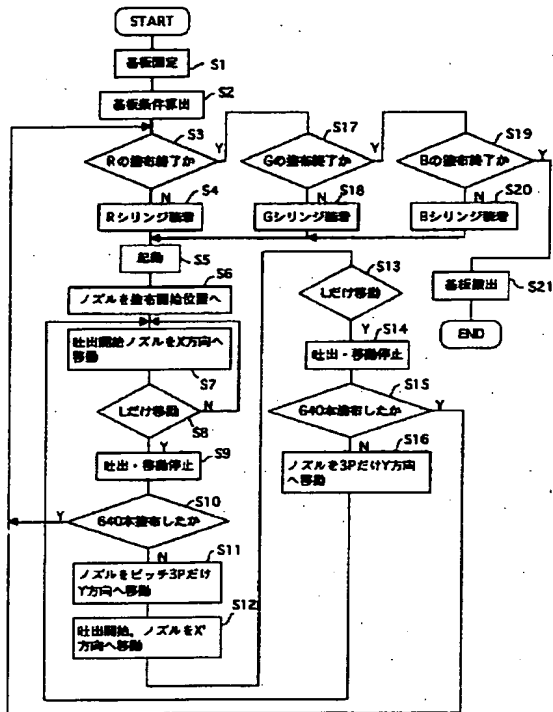 START
基板固定
S1
基板条件算出
S2
Rの塗布終了か
S3
Y
N
Gの塗布終了か
S17
Y
N
Bの塗布終了か
S19
Y
N
Rシリンジ装着
S4
Gシリンジ装着
S18
Bシリンジ装着
S20
起動
S5
ノズルを塗布開始位置へ
S6
吐出開始ノズルをX方向へ
移動
S7
Lだけ移動
S8
N
Y
吐出・移動停止
S9
640本塗布したか
S10
Y
N
ノズルをピッチ3Pだけ
Y方向へ移動
S11
吐出開始、ノズルをX'
方向へ移動
S12
Lだけ移動
S13
Y
吐出・移動停止
S14
640本塗布したか
S15
Y
N
ノズルを3PだけY方向
へ移動
S16
基板搬出
S21
END